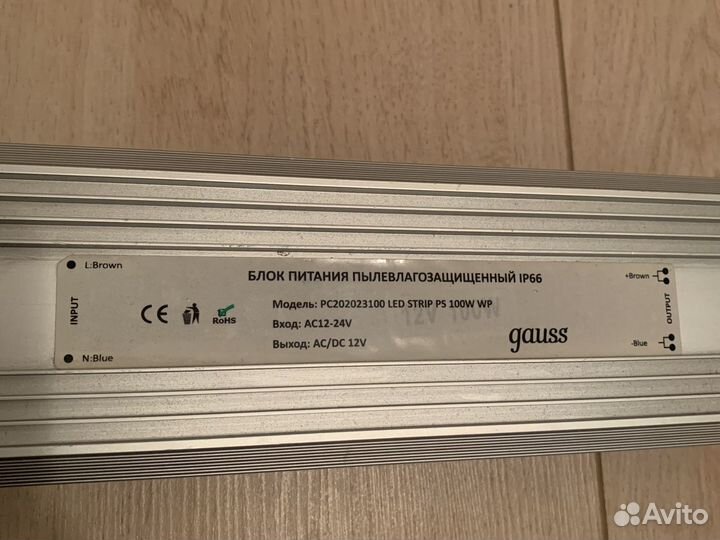 L:Brown
INPUT
N:Blue
БЛОК ПИТАНИЯ ПЫЛЕВЛАГОЗАЩИЩЕННЫЙ IP66
CE
RoHS
Модель: PC202023100 LED STRIP PS 100W WP
Вход: AC12-24V
12V 100W
Выход: AC/DC 12V
gauss
+Brown
OUTPUT
-Blue
Avito